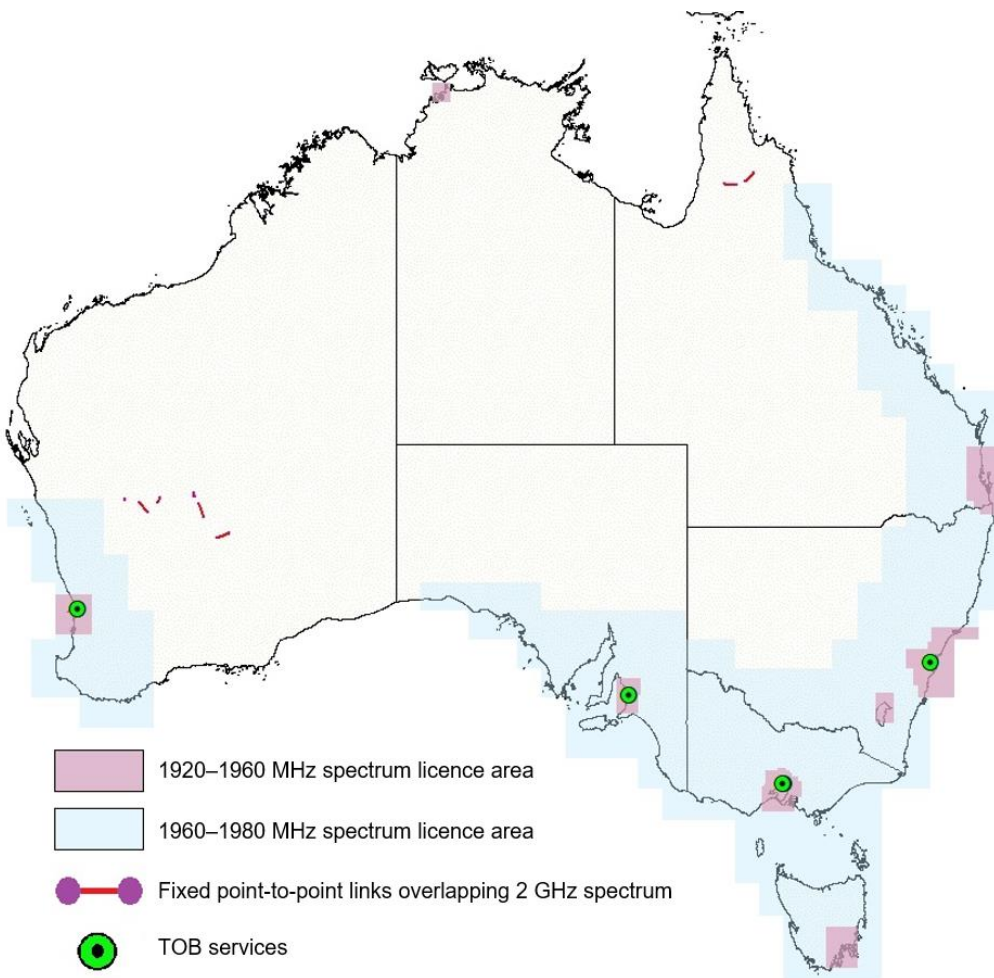 1920–1960 MHz spectrum licence area
1960–1980 MHz spectrum licence area
Fixed point-to-point links overlapping 2 GHz spectrum
TOB services